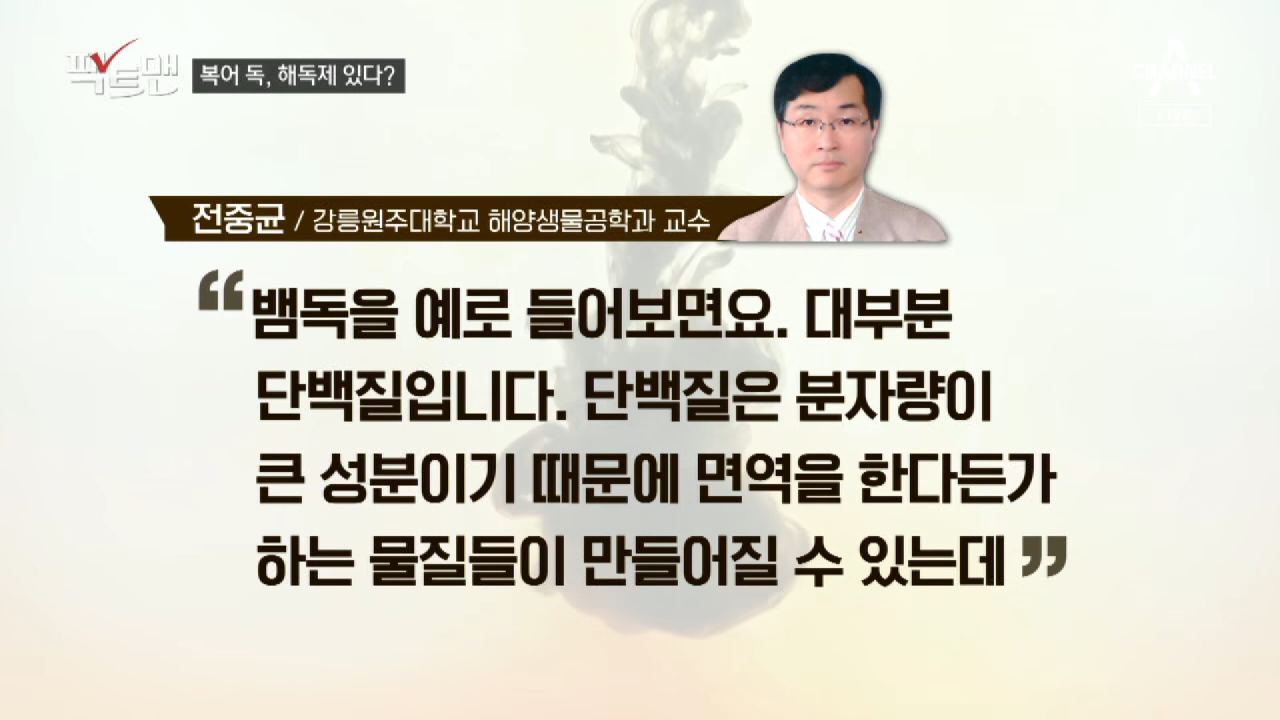 팩트맨
복어 독, 해독제 있다?
CHANNEL A
LIVE
전중균 / 강릉원주대학교 해양생물공학과 교수
“뱀독을 예로 들어보면요. 대부분
단백질입니다. 단백질은 분자량이
큰 성분이기 때문에 면역을 한다든가
하는 물질들이 만들어질 수 있는데”